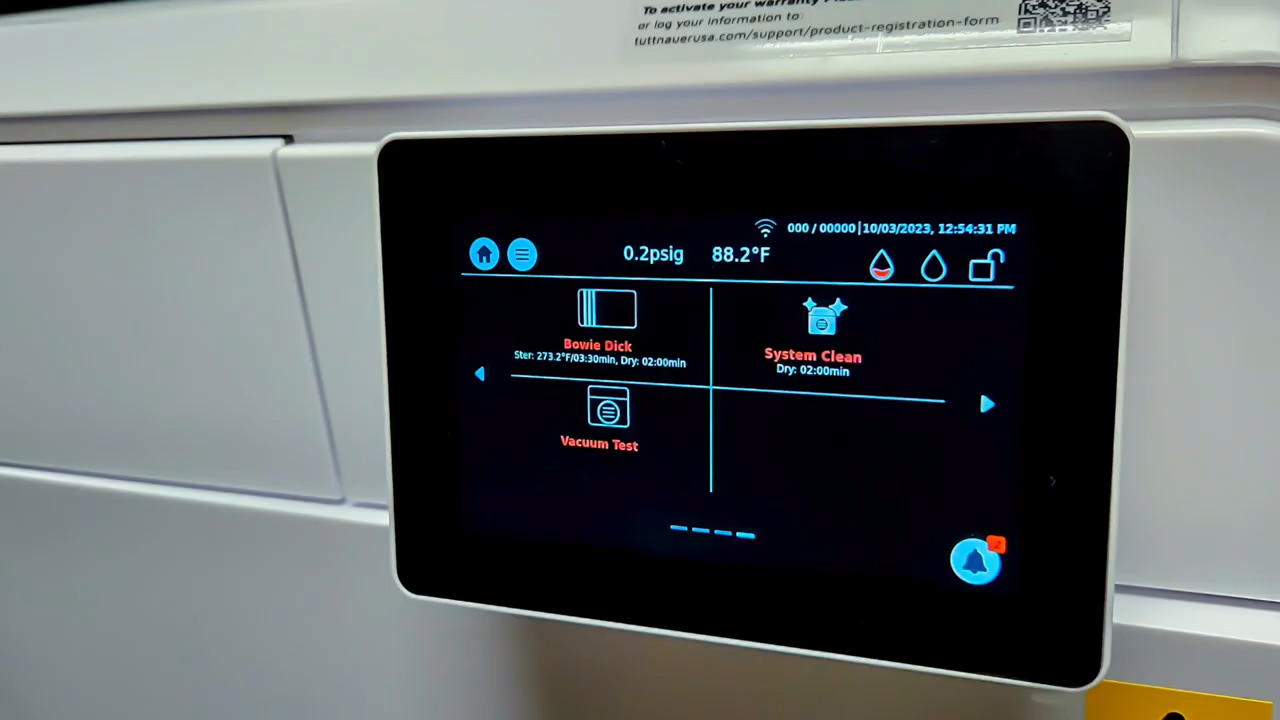 To activate your warranty
or log your information to:
tuttnauerusa.com/support/product-registration-form
000 / 00000|10/03/2023, 12:54:31 PM
0.2psig 88.2°F
Bowie Dick
Ster: 273.2°F/03:30min, Dry: 02:00min
System Clean
Dry: 02:00min
Vacuum Test
2